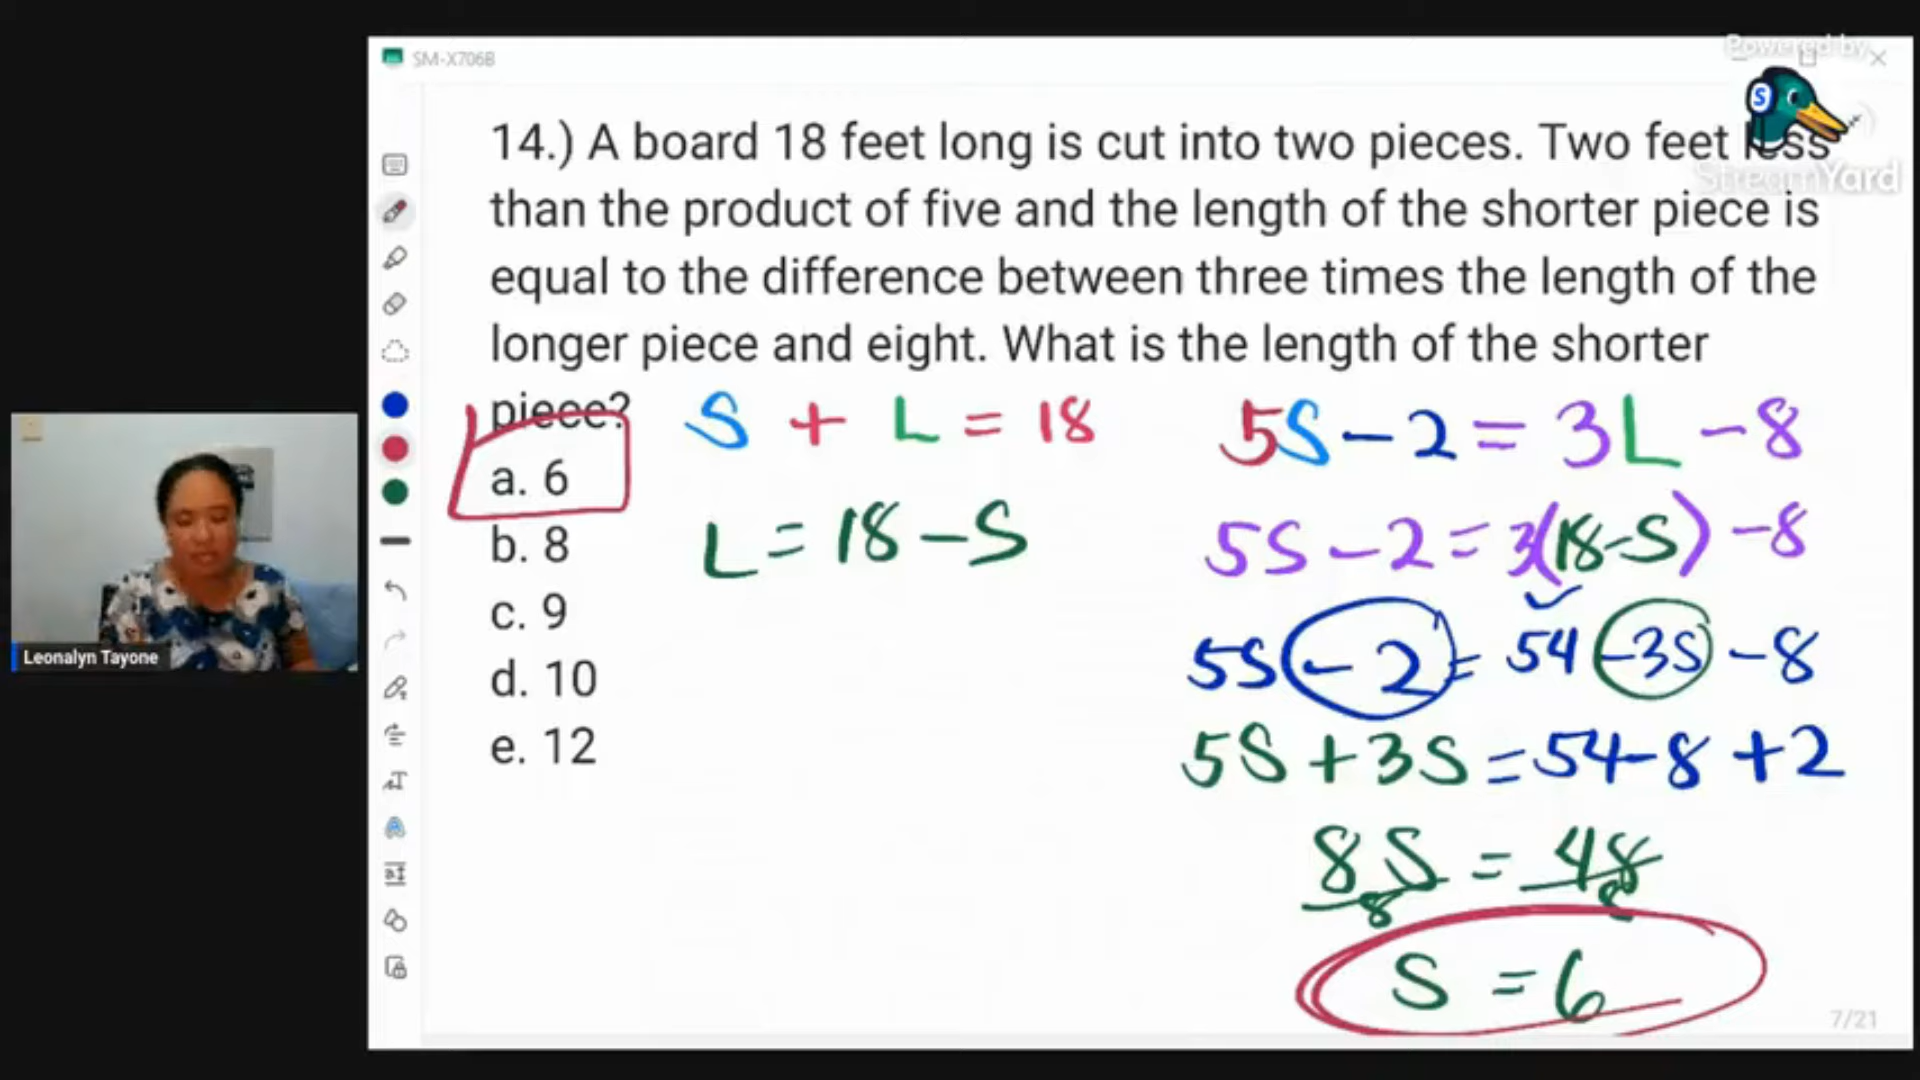 SM-X706B
Powered by
StreamYard
14.) A board 18 feet long is cut into two pieces. Two feet less
than the product of five and the length of the shorter piece is
equal to the difference between three times the length of the
longer piece and eight. What is the length of the shorter
piece?
a. 6
b. 8
c. 9
d. 10
e. 12
S + L = 18
L = 18 - S
5S - 2 = 3L - 8
5S - 2 = 3(18-S) - 8
5S - 2 = 54 - 3S - 8
5S + 3S = 54 - 8 + 2
8S = 48
8 8
S = 6
Leonalyn Tayone
7/21